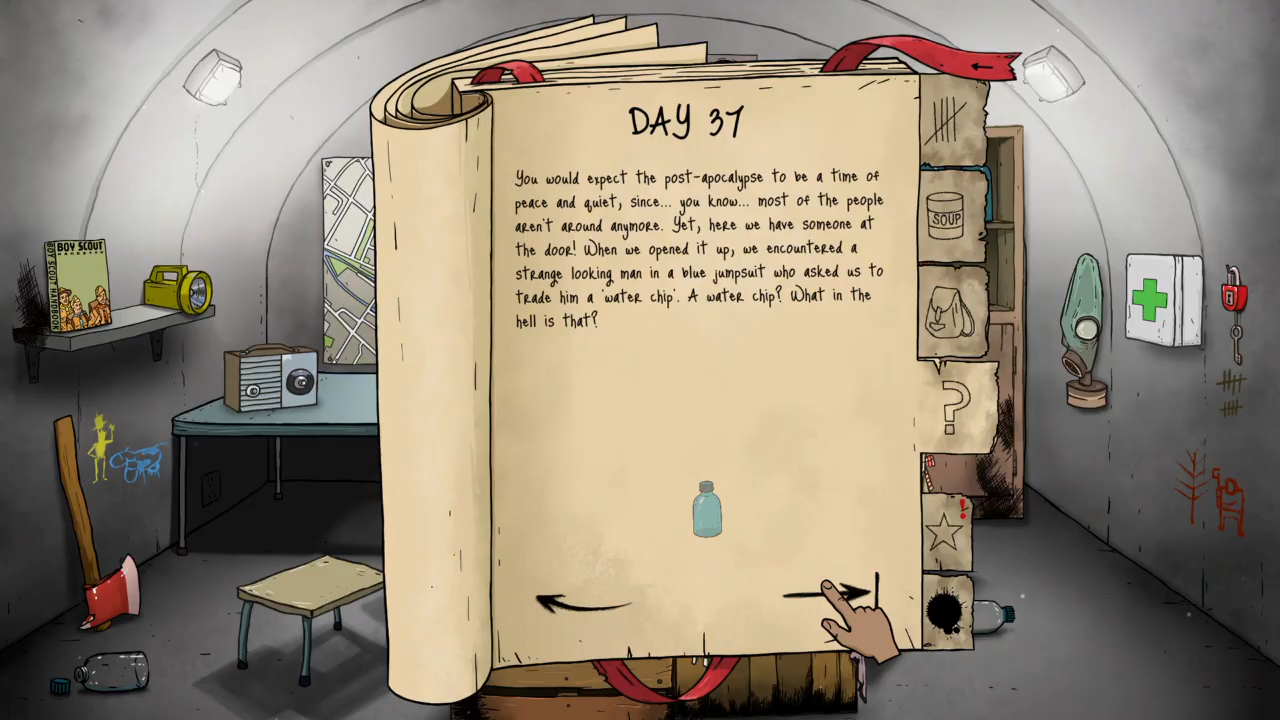 DAY 37
You would expect the post-apocalypse to be a time of
peace and quiet, since... you know... most of the people
aren't around anymore. Yet, here we have someone at
the door! When we opened it up, we encountered a
strange looking man in a blue jumpsuit who asked us to
trade him a 'water chip'. A water chip? What in the
hell is that?
SOUP
?
!
BOY SCOUT
HANDBOOK
BOY SCOUT HANDBOOK